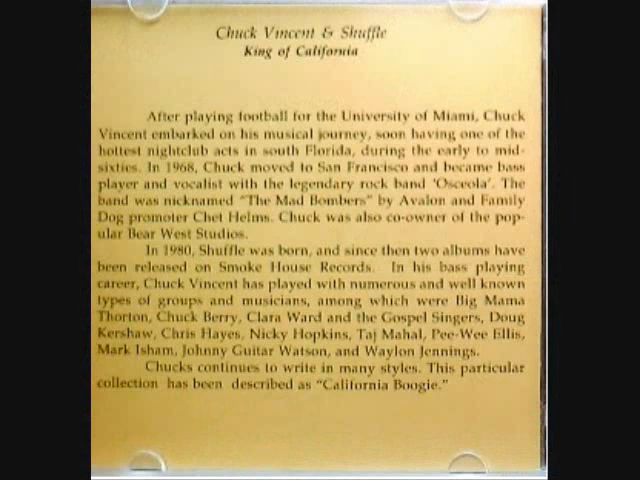 Chuck Vincent & Shuffle
King of California
After playing football for the University of Miami, Chuck
Vincent embarked on his musical journey, soon having one of the
hottest nightclub acts in south Florida, during the early to mid-
sixties. In 1968, Chuck moved to San Francisco and became bass
player and vocalist with the legendary rock band 'Osceola'. The
band was nicknamed "The Mad Bombers" by Avalon and Family
Dog promoter Chet Helms. Chuck was also co-owner of the pop-
ular Bear West Studios.
In 1980, Shuffle was born, and since then two albums have
been released on Smoke House Records. In his bass playing
career, Chuck Vincent has played with numerous and well known
types of groups and musicians, among which were Big Mama
Thorton, Chuck Berry, Clara Ward and the Gospel Singers, Doug
Kershaw, Chris Hayes, Nicky Hopkins, Taj Mahal, Pee-Wee Ellis,
Mark Isham, Johnny Guitar Watson, and Waylon Jennings.
Chucks continues to write in many styles. This particular
collection has been described as "California Boogie."